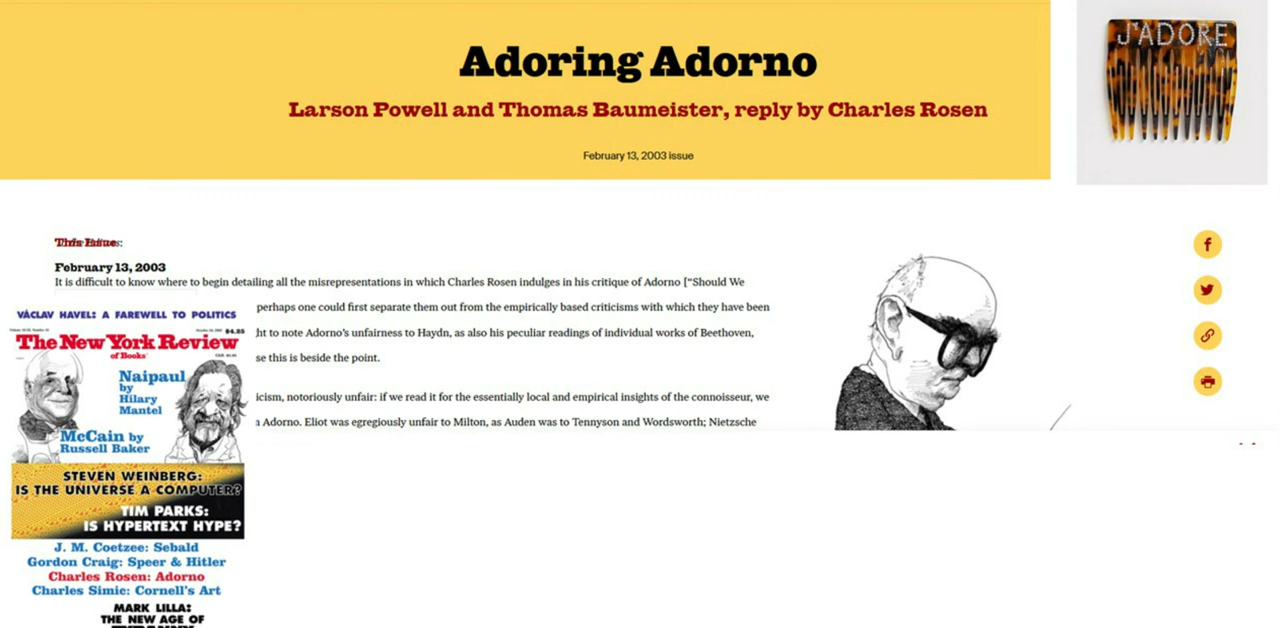 Adoring Adorno
J'ADORE
Larson Powell and Thomas Baumeister, reply by Charles Rosen
February 13, 2003 issue
This Issue:
February 13, 2003
It is difficult to know where to begin detailing all the misrepresentations in which Charles Rosen indulges in his critique of Adorno [“Should We
perhaps one could first separate them out from the empirically based criticisms with which they have been
ht to note Adorno’s unfairness to Haydn, as also his peculiar readings of individual works of Beethoven,
se this is beside the point.
icism, notoriously unfair: if we read it for the essentially local and empirical insights of the connoisseur, we
Adorno. Eliot was egregiously unfair to Milton, as Auden was to Tennyson and Wordsworth; Nietzsche
VÁCLAV HAVEL: A FAREWELL TO POLITICS
$4.25
The New York Review
of Books
Naipaul
by
Hilary
Mantel
McCain by
Russell Baker
STEVEN WEINBERG:
IS THE UNIVERSE A COMPUTER?
TIM PARKS:
IS HYPERTEXT HYPE?
J. M. Coetzee: Sebald
Gordon Craig: Speer & Hitler
Charles Rosen: Adorno
Charles Simic: Cornell’s Art
MARK LILLA:
THE NEW AGE OF